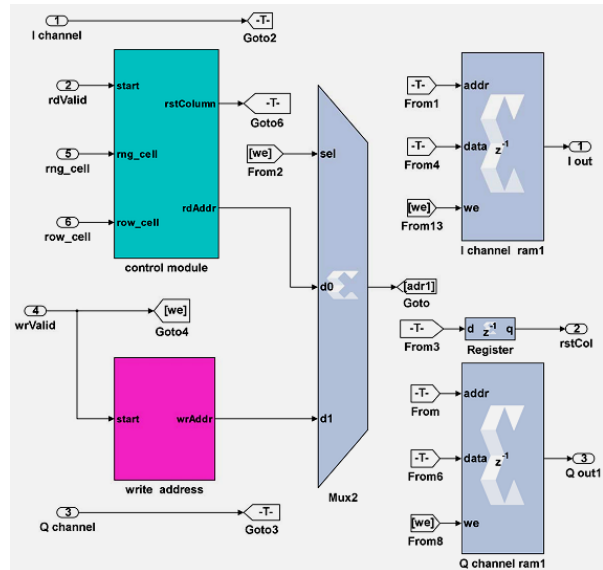 1
I channel
-T-
Goto2
2
rdValid
5
rng_cell
6
row_cell
start
rstColumn
rng_cell
rdAddr
row_cell
control module
-T-
Goto6
[we]
From2
sel
d0
d1
Mux2
[adr1]
Goto
4
wrValid
[we]
Goto4
start
wrAddr
write address
3
Q channel
-T-
Goto3
-T-
From1
-T-
From4
[we]
From13
addr
data
z-1
we
I channel ram1
1
I out
-T-
From3
d
z-1
q
Register
2
rstCol
-T-
From
-T-
From6
[we]
From8
addr
data
z-1
we
Q channel ram1
3
Q out1